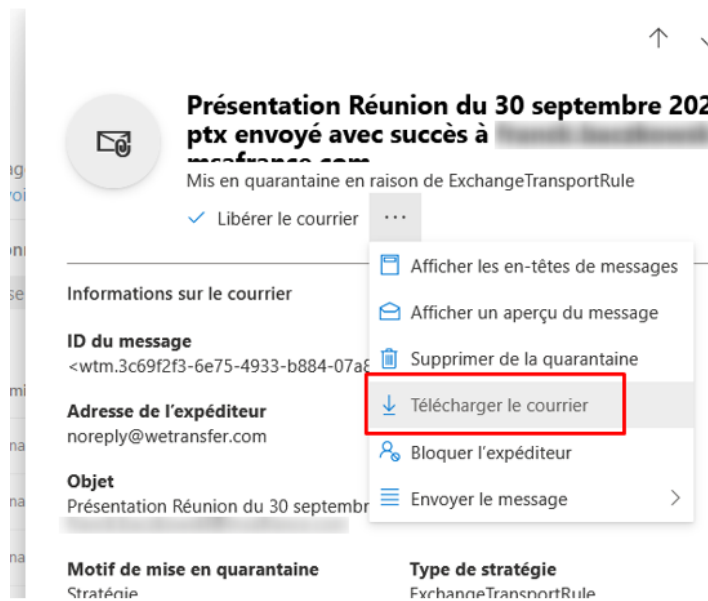 Présentation Réunion du 30 septembre 202
ptx envoyé avec succès à
msafrance.com
Mis en quarantaine en raison de ExchangeTransportRule
Libérer le courrier ...
Afficher les en-têtes de messages
Informations sur le courrier
Afficher un aperçu du message
ID du message
<wtm.3c69f2f3-6e75-4933-b884-07a8
Supprimer de la quarantaine
Télécharger le courrier
Adresse de l'expéditeur
noreply@wetransfer.com
Bloquer l'expéditeur
Objet
Présentation Réunion du 30 septembr
Envoyer le message
Motif de mise en quarantaine
Stratégie
Type de stratégie
ExchangeTransportRule